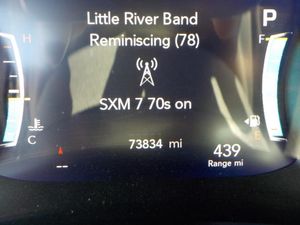 Little River Band
P
Reminiscing (78)
H
F
SXM 7 70s on
C
E
73834 mi
439
--
Range mi